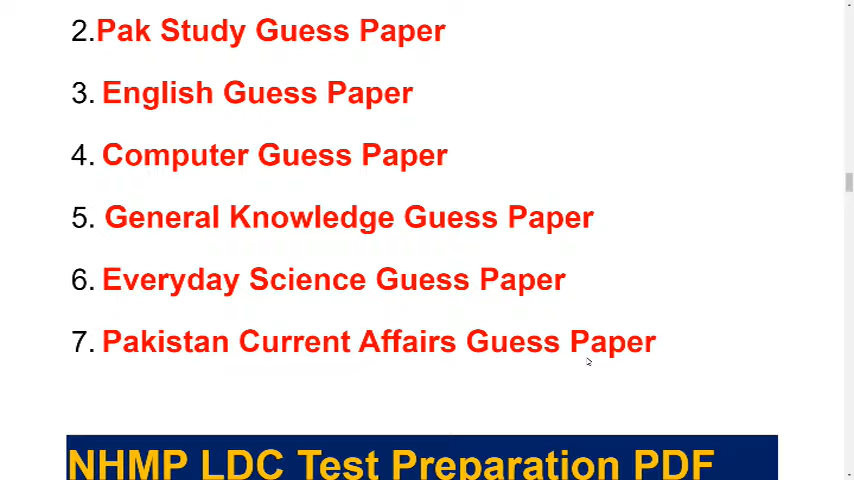 2.Pak Study Guess Paper
3. English Guess Paper
4. Computer Guess Paper
5. General Knowledge Guess Paper
6. Everyday Science Guess Paper
7. Pakistan Current Affairs Guess Paper
NHMP LDC Test Preparation PDF